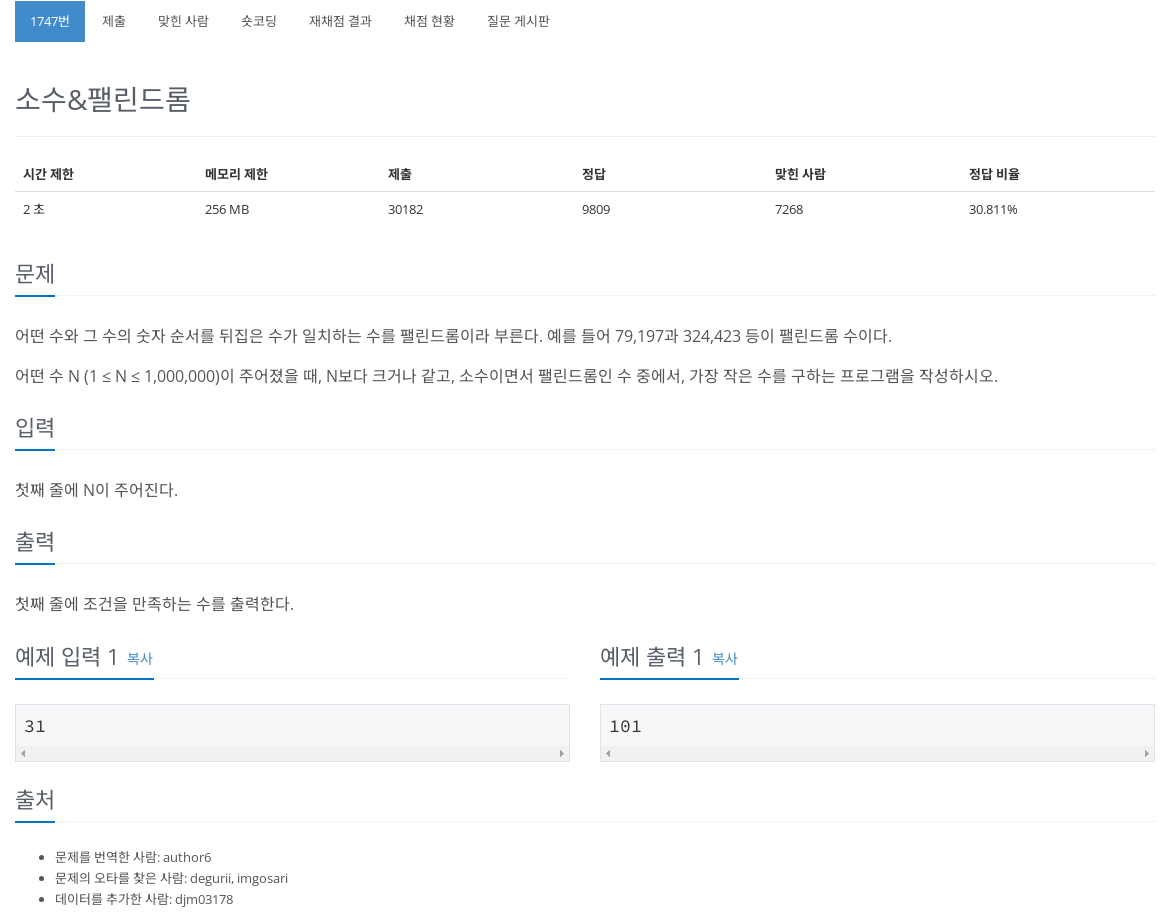 1747번 제출 맞힌 사람 숏코딩 재채점 결과 채점 현황 질문 게시판
소수&팰린드롬
시간 제한 메모리 제한 제출 정답 맞힌 사람 정답 비율
2 초 256 MB 30182 9809 7268 30.811%
문제
어떤 수와 그 수의 숫자 순서를 뒤집은 수가 일치하는 수를 팰린드롬이라 부른다. 예를 들어 79,197과 324,423 등이 팰린드롬 수이다.
어떤 수 N (1 ≤ N ≤ 1,000,000)이 주어졌을 때, N보다 크거나 같고, 소수이면서 팰린드롬인 수 중에서, 가장 작은 수를 구하는 프로그램을 작성하시오.
입력
첫째 줄에 N이 주어진다.
출력
첫째 줄에 조건을 만족하는 수를 출력한다.
예제 입력 1 복사
31
예제 출력 1 복사
101
출처
문제를 번역한 사람: author6
문제의 오타를 찾은 사람: degurii, imgosari
데이터를 추가한 사람: djm03178